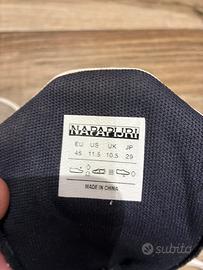 NAPAPIJRI
EU US UK JP
45 11.5 10.5 29
MADE IN CHINA
subito